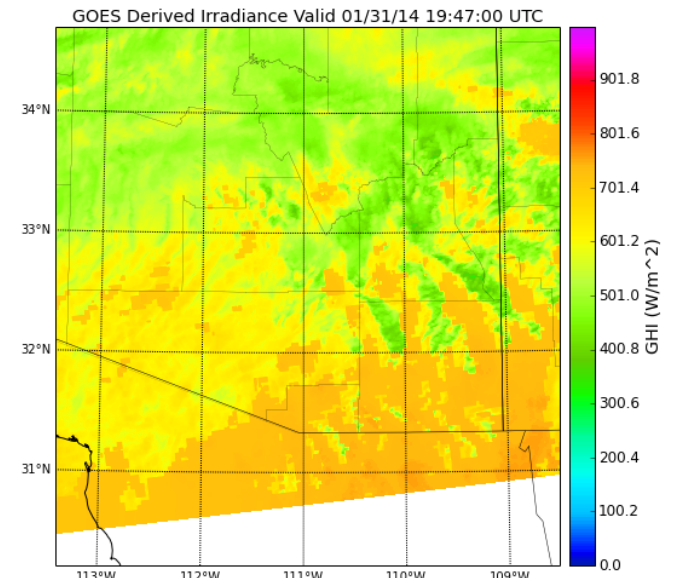 GOES Derived Irradiance Valid 01/31/14 19:47:00 UTC
34°N
33°N
32°N
31°N
113°W
112°W
111°W
110°W
109°W
901.8
801.6
701.4
601.2
501.0
400.8
300.6
200.4
100.2
0.0
GHI (W/m^2)